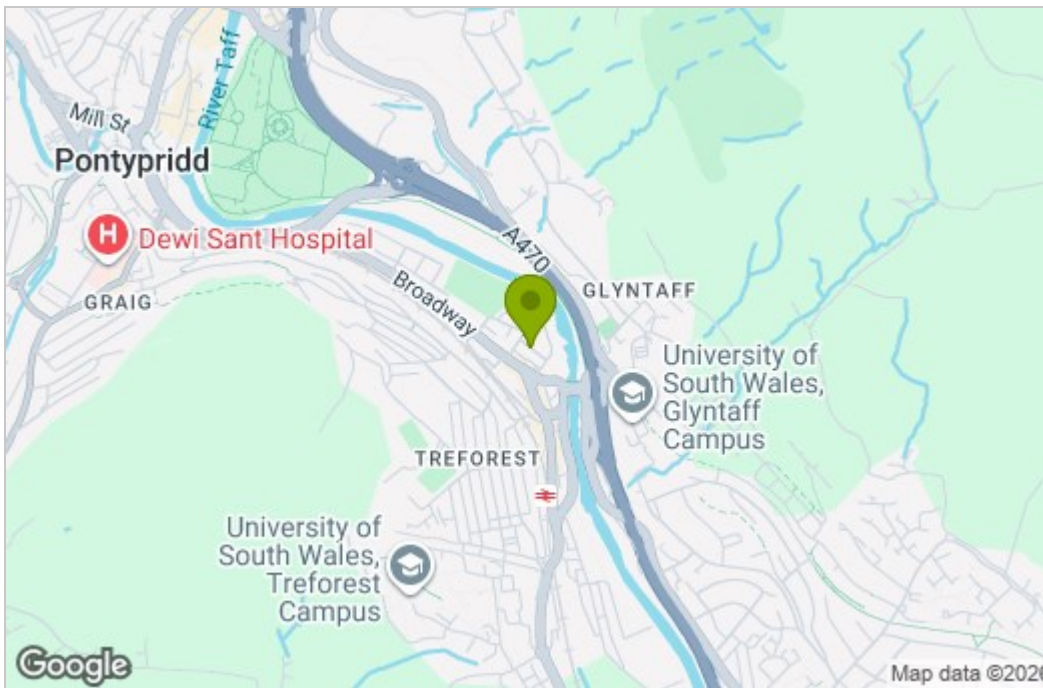 River Taff
Mill St
Pontypridd
H
Dewi Sant Hospital
GRAIG
A470
Broadway
GLYNTAFF
University of
South Wales,
Glyntaff
Campus
TREFOREST
University of
South Wales,
Treforest
Campus
Google
Map data ©2026